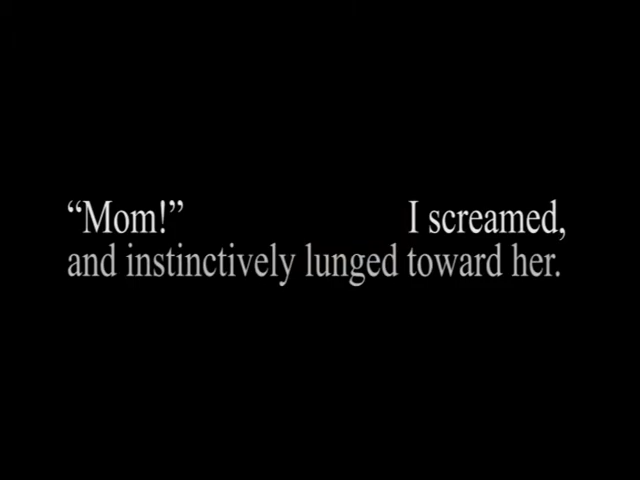 “Mom!” I screamed,
and instinctively lunged toward her.